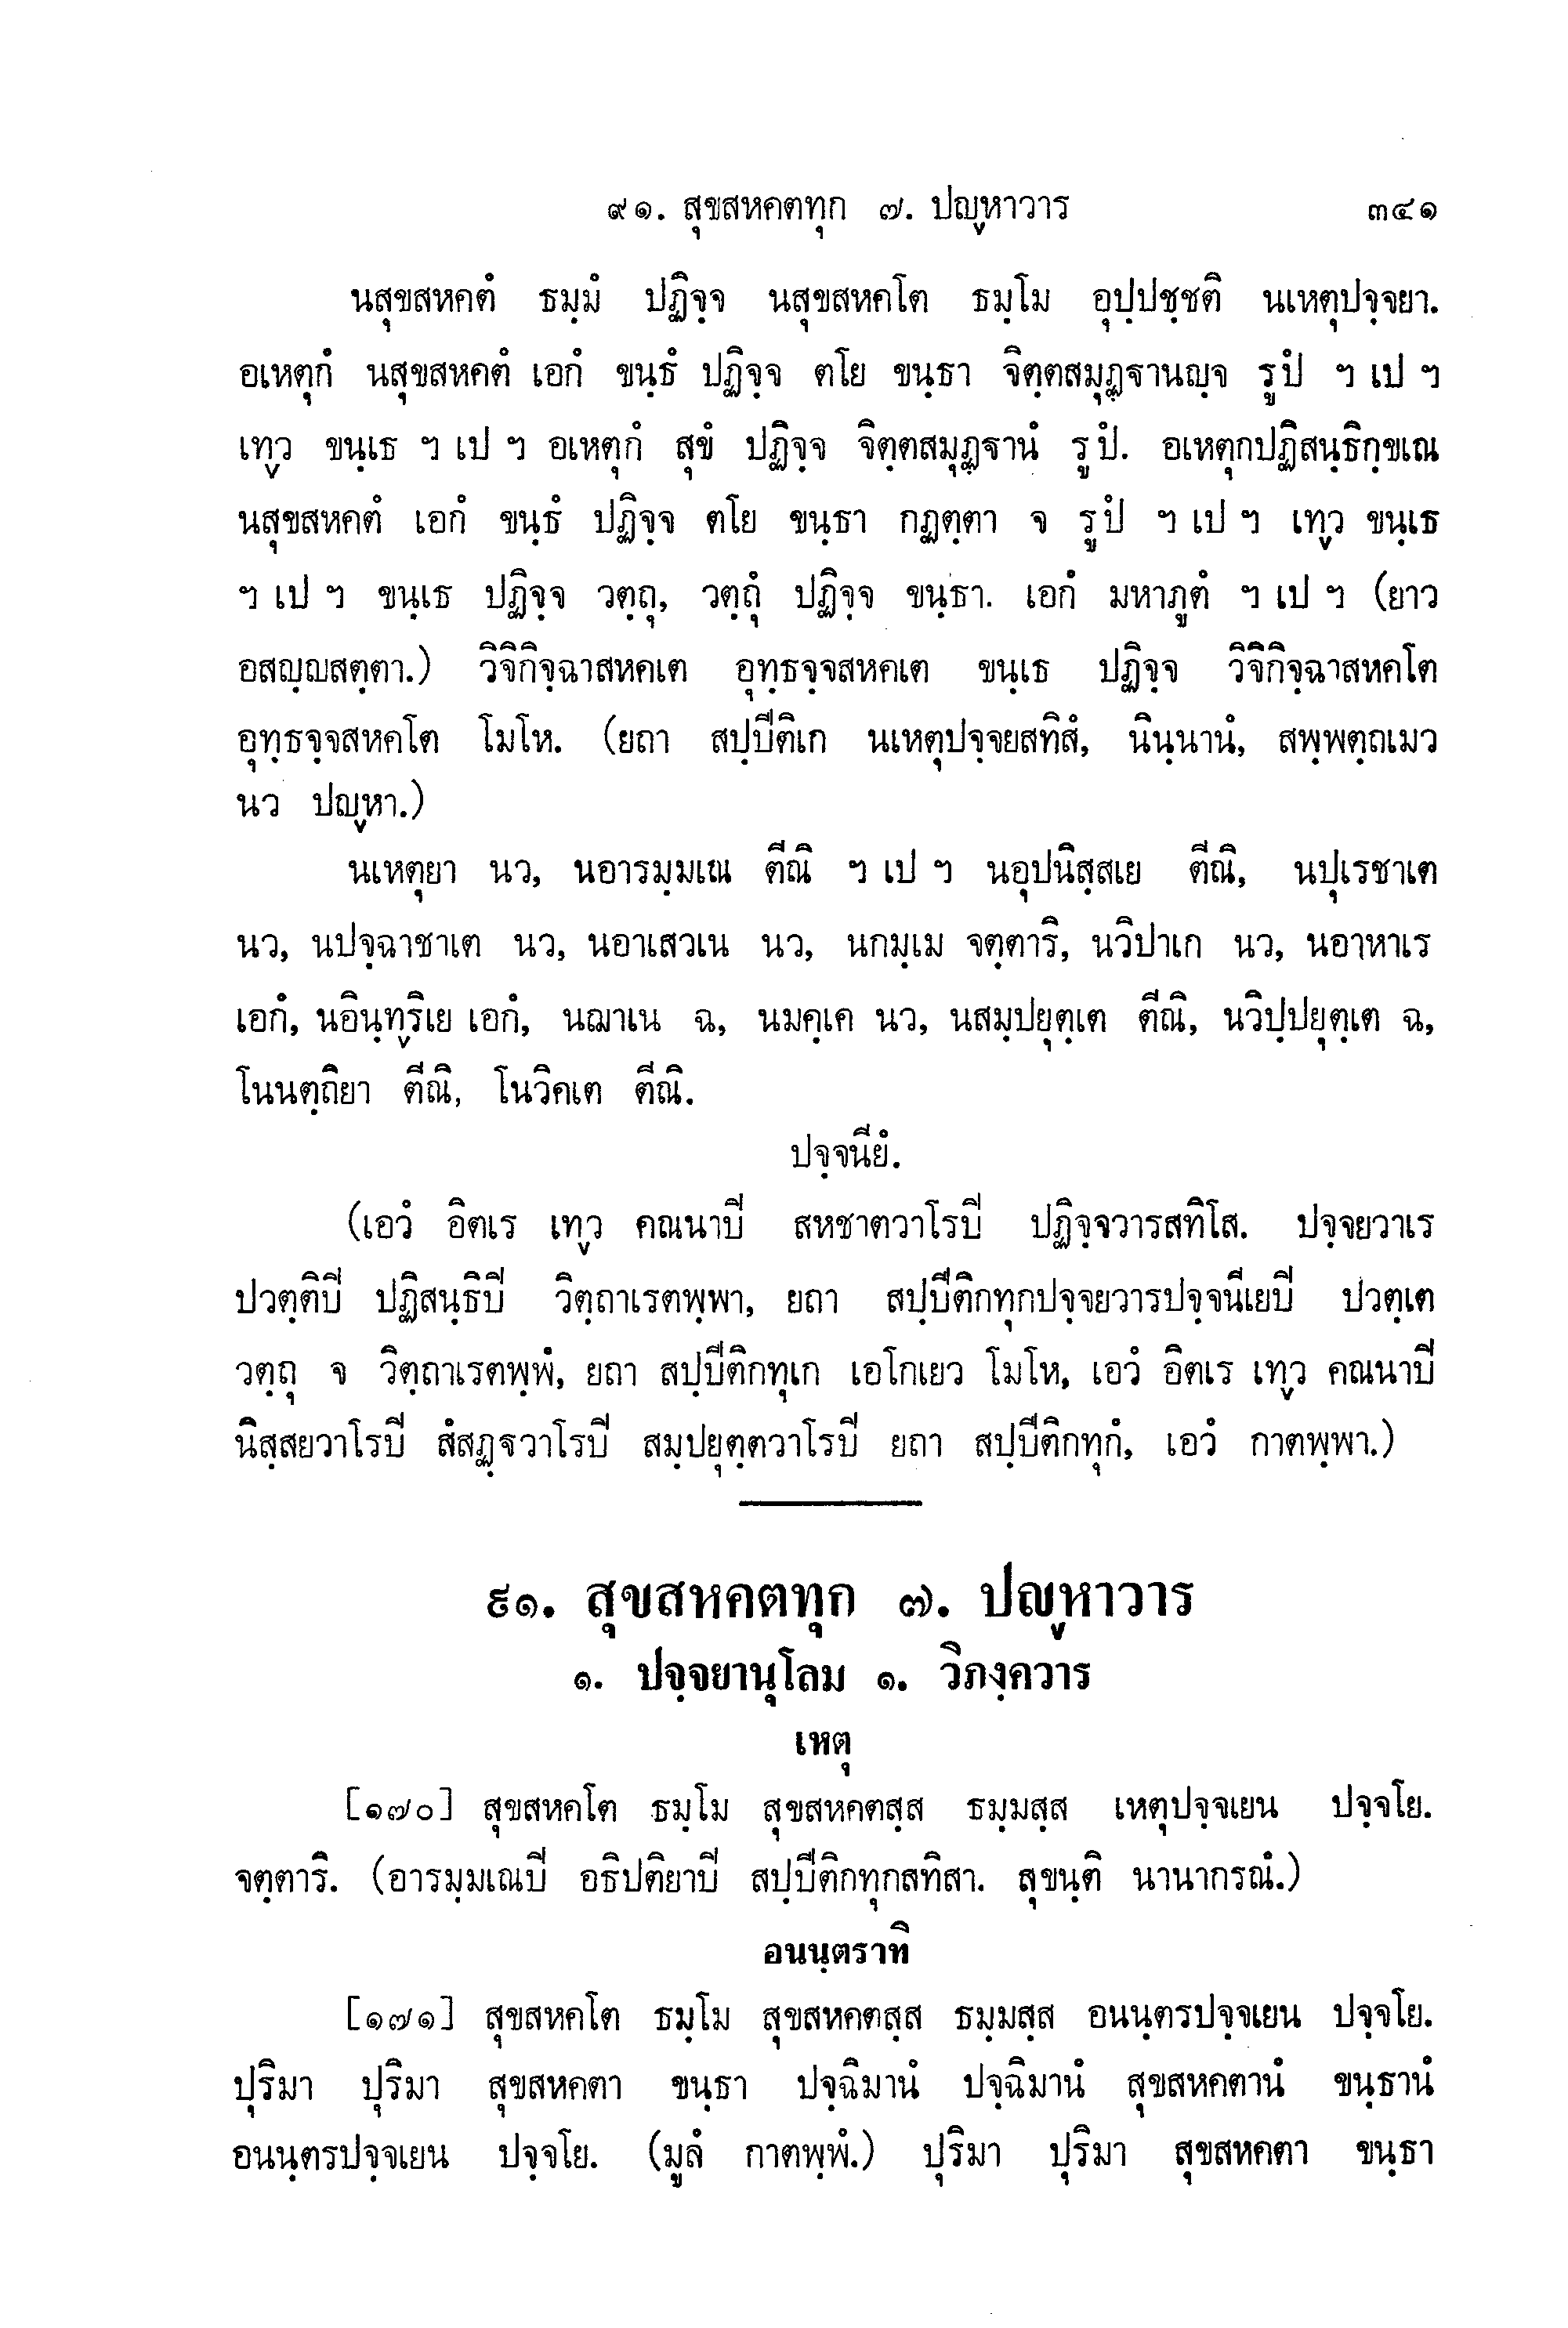 ๙๑. สุขสหคตทุก ๗. ปญฺหาวาร ๓๔๑
นสุขสหคตํ ธมฺมํ ปฏิจฺจ นสุขสหคโต ธมฺโม อุปฺปชฺชติ นเหตุปจฺจยา.
อเหตุกํ นสุขสหคตํ เอกํ ขนฺธํ ปฏิจฺจ ตโย ขนฺธา จิตฺตสมุฏฺฐานญฺจ รูปํ ฯ เป ฯ
เทฺว ขนฺเธ ฯ เป ฯ อเหตุกํ สุขํ ปฏิจฺจ จิตฺตสมุฏฺฐานํ รูปํ. อเหตุกปฏิสนฺธิกฺขเณ
นสุขสหคตํ เอกํ ขนฺธํ ปฏิจฺจ ตโย ขนฺธา กฏตฺตา จ รูปํ ฯ เป ฯ เทฺว ขนฺเธ
ฯ เป ฯ ขนฺเธ ปฏิจฺจ วตฺถุ, วตฺถุํ ปฏิจฺจ ขนฺธา. เอกํ มหาภูตํ ฯ เป ฯ (ยาว
อสญฺญสตฺตา.) วิจิกิจฺฉาสหคเต อุทฺธจฺจสหคเต ขนฺเธ ปฏิจฺจ วิจิกิจฺฉาสหคโต
อุทฺธจฺจสหคโต โมโห. (ยถา สปฺปีติเก นเหตุปจฺจยสทิสํ, นินฺนานํ, สพฺพตฺถเมว
นว ปญฺหา.)
นเหตุยา นว, นอารมฺมเณ ตีณิ ฯ เป ฯ นอุปนิสฺสเย ตีณิ, นปุเรชาเต
นว, นปจฺฉาชาเต นว, นอาเสวเน นว, นกมฺเม จตฺตาริ, นวิปาเก นว, นอาหาเร
เอกํ, นอินฺทฺริเย เอกํ, นฌาเน ฉ, นมคฺเค นว, นสมฺปยุตฺเต ตีณิ, นวิปฺปยุตฺเต ฉ,
โนนตฺถิยา ตีณิ, โนวิคเต ตีณิ.
ปจฺจนียํ.
(เอวํ อิตเร เทฺว คณนาปี สหชาตวาโรปี ปฏิจฺจวารสทิโส. ปจฺจยวาเร
ปวตฺติปี ปฏิสนฺธิปี วิตฺถาเรตพฺพา, ยถา สปฺปีติกทุกปจฺจยวารปจฺจนีเยปี ปวตฺเต
วตฺถุ จ วิตฺถาเรตพฺพํ, ยถา สปฺปีติกทุเก เอโกเยว โมโห, เอวํ อิตเร เทฺว คณนาปี
นิสฺสยวาโรปี สํสฏฺฐวาโรปี สมฺปยุตฺตวาโรปี ยถา สปฺปีติกทุกํ, เอวํ กาตพฺพา.)
๙๑. สุขสหคตทุก ๗. ปญฺหาวาร
๑. ปจฺจยานุโลม ๑. วิภงฺควาร
เหตุ
[๑๗๐] สุขสหคโต ธมฺโม สุขสหคตสฺส ธมฺมสฺส เหตุปจฺจเยน ปจฺจโย.
จตฺตาริ. (อารมฺมเณปี อธิปติยาปี สปฺปีติกทุกสทิสา. สุขนฺติ นานากรณํ.)
อนนฺตราทิ
[๑๗๑] สุขสหคโต ธมฺโม สุขสหคตสฺส ธมฺมสฺส อนนฺตรปจฺจเยน ปจฺจโย.
ปุริมา ปุริมา สุขสหคตา ขนฺธา ปจฺฉิมานํ ปจฺฉิมานํ สุขสหคตานํ ขนฺธานํ
อนนฺตรปจฺจเยน ปจฺจโย. (มูลํ กาตพฺพํ.) ปุริมา ปุริมา สุขสหคตา ขนฺธา